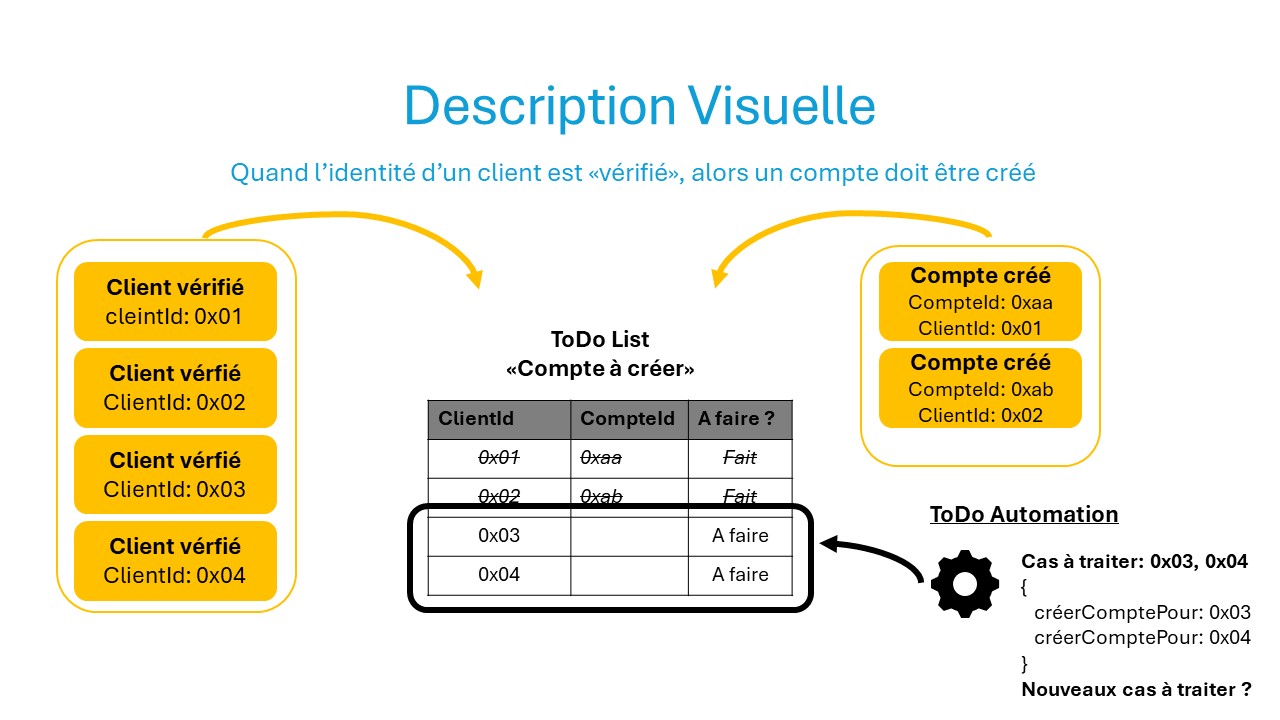 Description Visuelle
Quand l’identité d’un client est «vérifié», alors un compte doit être créé
Client vérifié
cleintId: 0x01
Client vérfié
ClientId: 0x02
Client vérfié
ClientId: 0x03
Client vérfié
ClientId: 0x04
ToDo List
«Compte à créer»
ClientId CompteId A faire ?
0x01 0xaa Fait
0x02 0xab Fait
0x03 A faire
0x04 A faire
Compte créé
CompteId: 0xaa
ClientId: 0x01
Compte créé
CompteId: 0xab
ClientId: 0x02
ToDo Automation
Cas à traiter: 0x03, 0x04
{
créerComptePour: 0x03
créerComptePour: 0x04
}
Nouveaux cas à traiter ?